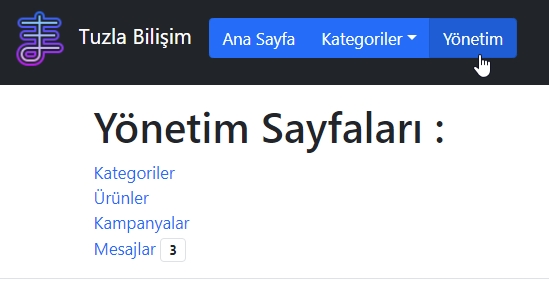 Tuzla Bilişim Ana Sayfa Kategoriler Yönetim
Yönetim Sayfaları :
Kategoriler
Ürünler
Kampanyalar
Mesajlar 3